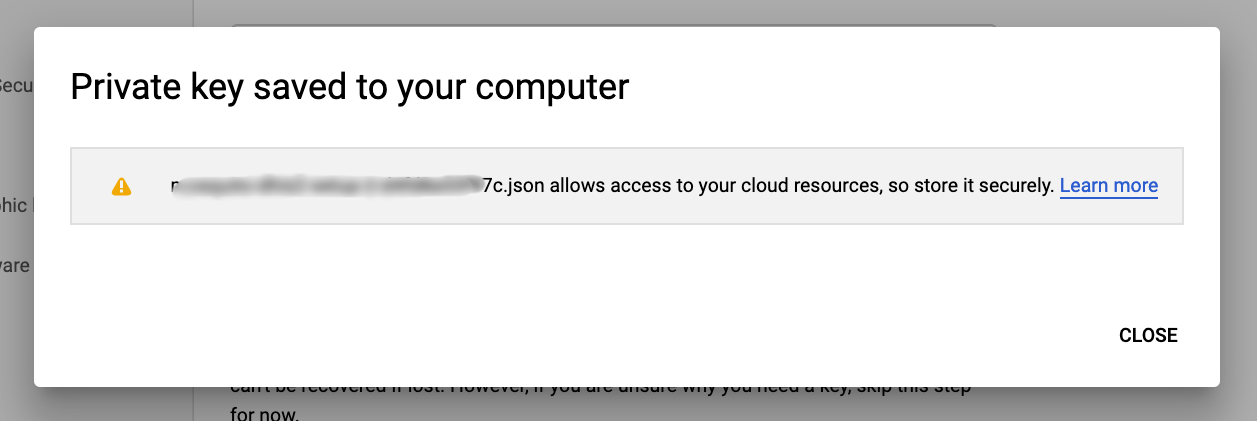 Secu
Private key saved to your computer
7c.json allows access to your cloud resources, so store it securely. Learn more
phic
ware
CLOSE
can't be recovered if lost. However, if you are unsure why you need a key, skip this step
for now.